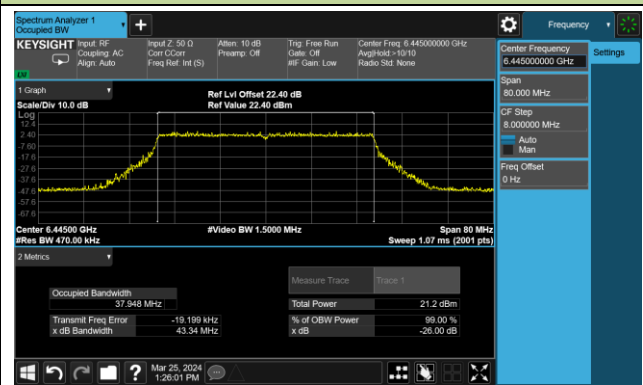 Spectrum Analyzer 1
Occupied BW
+
Frequency
KEYSIGHT
Input: RF
Coupling: AC
Align: Auto
Input Z: 50 Ω
Corr CCorr
Freq Ref: Int (S)
Atten: 10 dB
Preamp: Off
Trig: Free Run
Gate: Off
#IF Gain: Low
Center Freq: 6.445000000 GHz
Avg|Hold:>10/10
Radio Std: None
Center Frequency
6.445000000 GHz
Settings
Span
80.000 MHz
CF Step
8.000000 MHz
Auto
Man
Freq Offset
0 Hz
1 Graph
Scale/Div 10.0 dB
Ref Lvl Offset 22.40 dB
Ref Value 22.40 dBm
Log
12.4
2.40
-7.60
-17.6
-27.6
-37.6
-47.6
-57.6
-67.6
Center 6.44500 GHz
#Res BW 470.00 kHz
#Video BW 1.5000 MHz
Span 80 MHz
Sweep 1.07 ms (2001 pts)
2 Metrics
Measure Trace
Trace 1
Occupied Bandwidth
37.948 MHz
Total Power
21.2 dBm
Transmit Freq Error
-19.199 kHz
% of OBW Power
99.00 %
x dB Bandwidth
43.34 MHz
x dB
-26.00 dB
?
Mar 25, 2024
1:26:01 PM